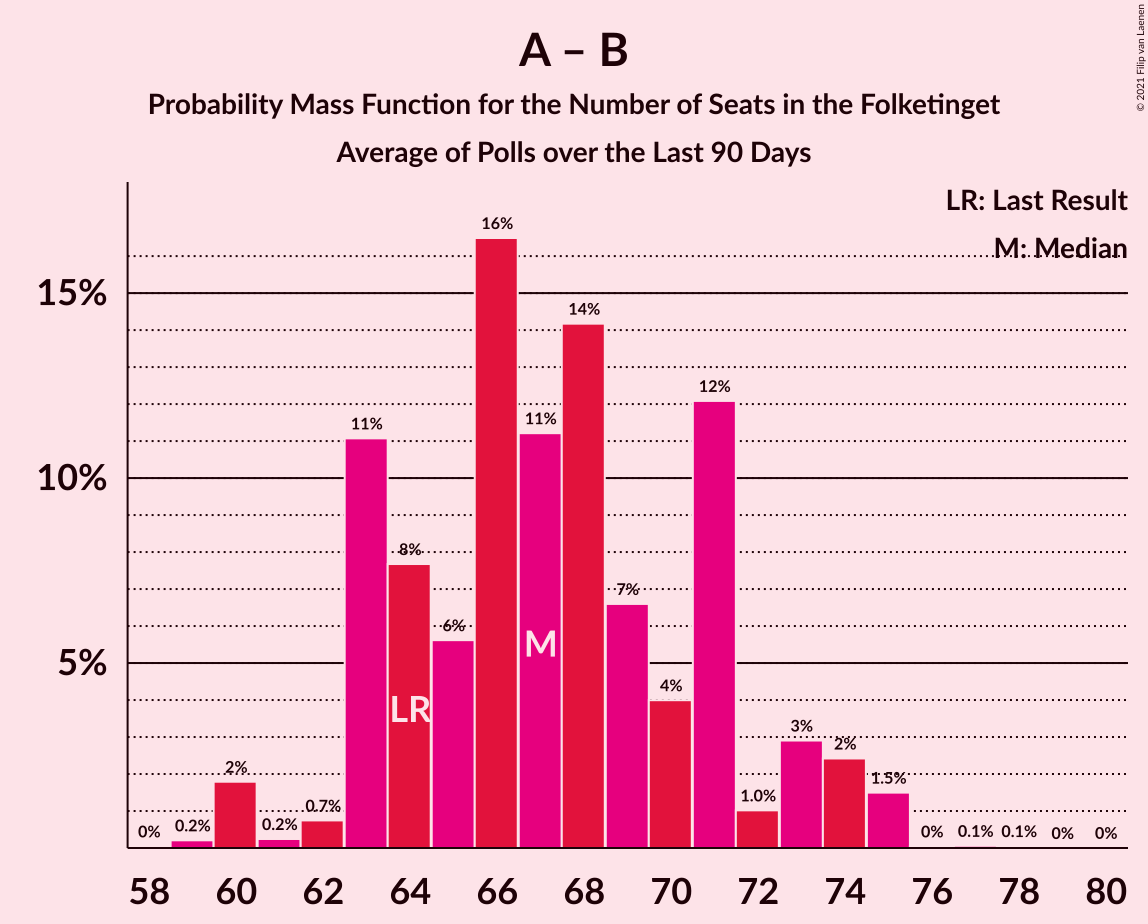 A – B
Probability Mass Function for the Number of Seats in the Folketinget
Average of Polls over the Last 90 Days
© 2021 Filip van Laenen
LR: Last Result
M: Median
15%
10%
5%
0%
0.2%
2%
0.2%
0.7%
11%
8%
6%
16%
11%
14%
7%
4%
12%
1.0%
3%
2%
1.5%
0%
0.1%
0.1%
0%
0%
LR
M
58 60 62 64 66 68 70 72 74 76 78 80